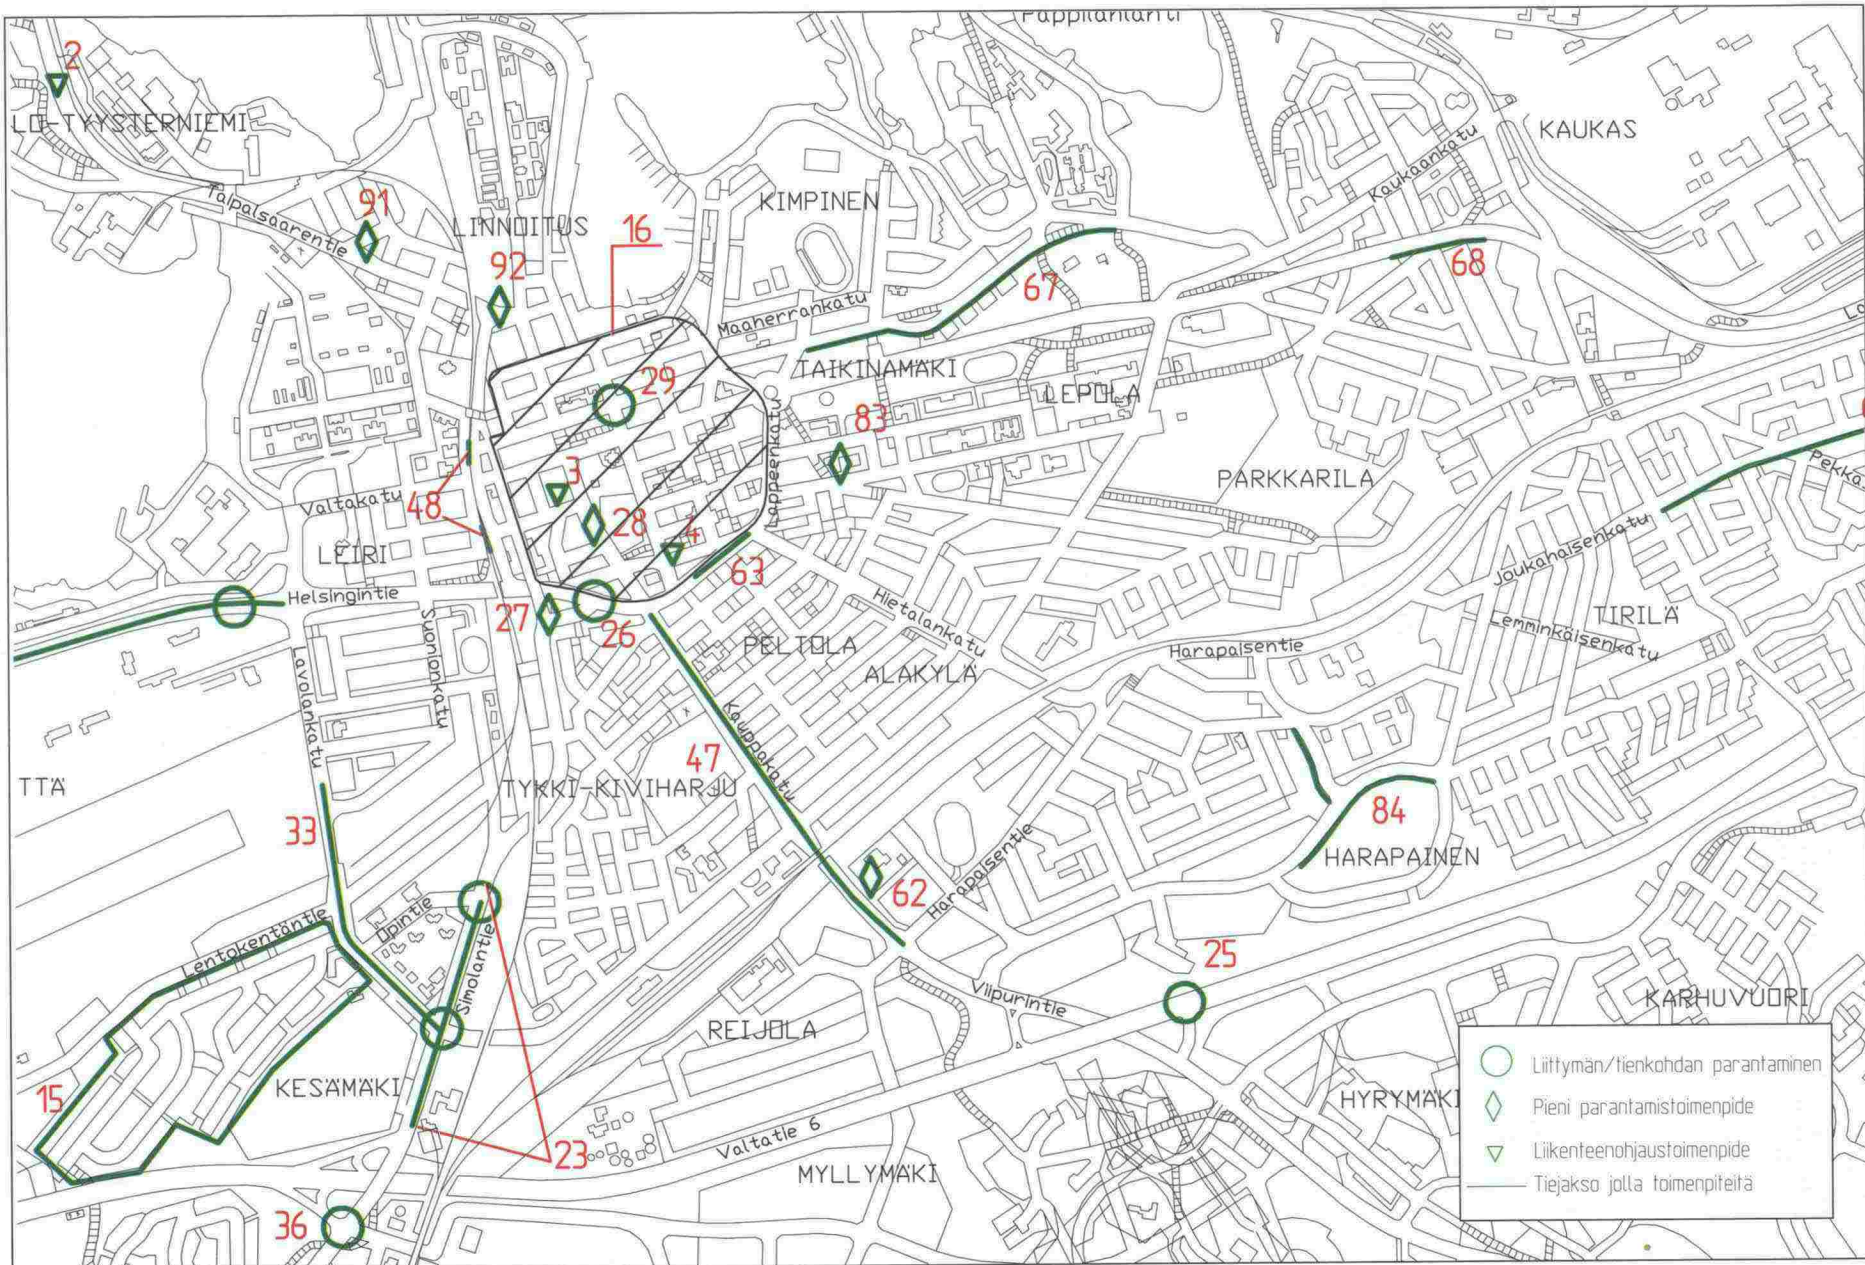 2
LO-TYYSTERNIEMI
KAUKAS
Kaukaankatu
91
Taipalsaarentie
LINNOITUS
16
KIMPINEN
92
67
68
Maaherrankatu
TAIKINAMÄKI
29
LEPOLA
83
Lappeenkatu
3
PARKKARILA
Valtakatu
48
28
4
63
LEIRI
Joukahaisenkatu
Helsingintie
Hietalankatu
TIRILÄ
27
26
PELTOLA
Lemminkäisenkatu
Harapaisentie
ALAKYLÄ
Suonionkatu
Lavolankatu
Kauppakatu
47
TTÄ
TYKKI-KIVIHARJU
33
84
HARAPAINEN
62
Harapaisentie
Opintie
Lentokentäntie
Simolantie
25
Viipurintie
KARHUVUORI
REIJOLA
15
KESÄMÄKI
HYRYMÄKI
Valtatie 6
23
MYLLYMÄKI
36
Liittymän/tienkohdan parantaminen
Pieni parantamistoimenpide
Liikenteenohjaustoimenpide
Tiejakso jolla toimenpiteitä